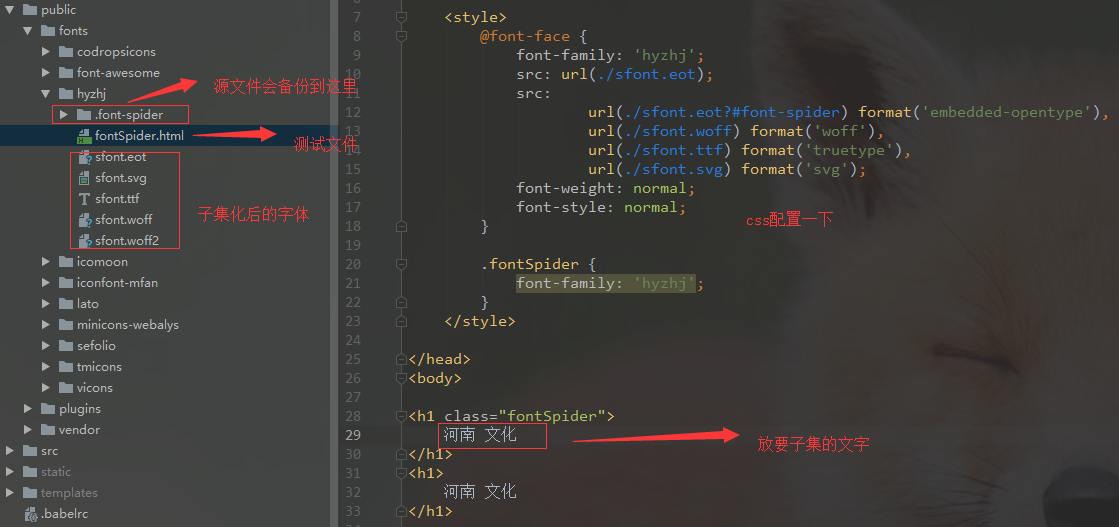 public
fonts
codropsicons
font-awesome
hyzhj
源文件会备份到这里
.font-spider
fontSpider.html
测试文件
sfont.eot
sfont.svg
sfont.ttf
子集化后的字体
sfont.woff
sfont.woff2
icomoon
iconfont-mfan
lato
minicons-webalys
sefolio
tmicons
vicons
plugins
vendor
src
static
templates
.babelrc
7 <style>
8 @font-face {
9 font-family: 'hyzhj';
10 src: url(./sfont.eot);
11 src:
12 url(./sfont.eot?#font-spider) format('embedded-opentype'),
13 url(./sfont.woff) format('woff'),
14 url(./sfont.ttf) format('truetype'),
15 url(./sfont.svg) format('svg');
16 font-weight: normal;
17 font-style: normal;
css配置一下
18 }
19
20 .fontSpider {
21 font-family: 'hyzhj';
22 }
23 </style>
24
25 </head>
26 <body>
27
28 <h1 class="fontSpider">
29 河南 文化
放要子集的文字
30 </h1>
31 <h1>
32 河南 文化
33 </h1>